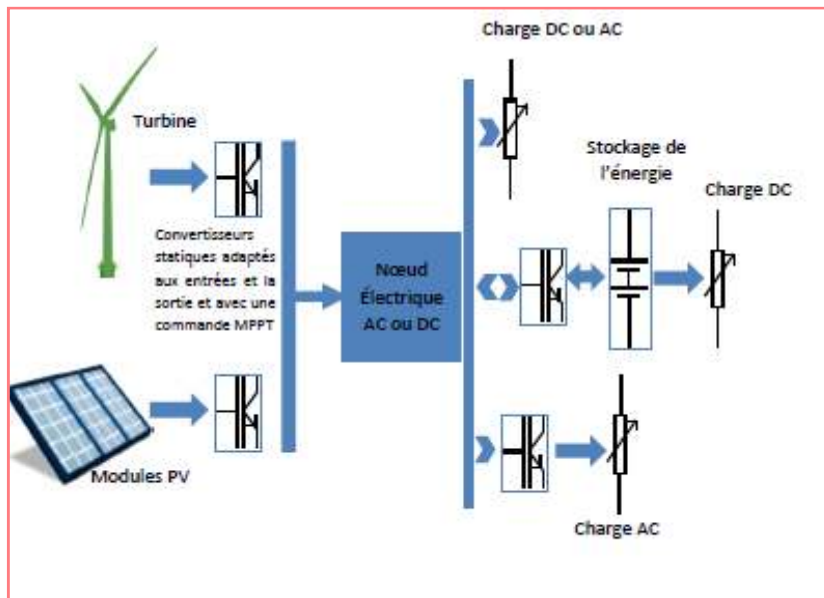 Charge DC ou AC
Turbine
Stockage de
l'énergie
Charge DC
Convertisseurs
statiques adaptés
aux entrées et la
sortie et avec une
commande MPPT
Nœud
Électrique
AC ou DC
Modules PV
Charge AC